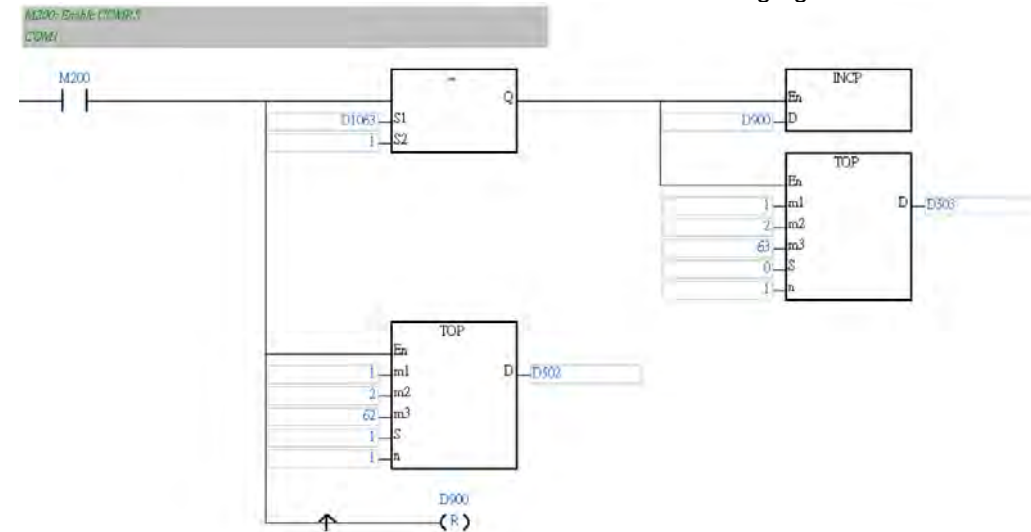 M200: Enable COMRS
COM1
M200
=
Q
D1063 S1
1 S2
INCP
En
D900 D
TOP
En
1 m1 D D503
2 m2
63 m3
0 S
1 n
TOP
En
1 m1 D D502
2 m2
62 m3
1 S
1 n
D900
R